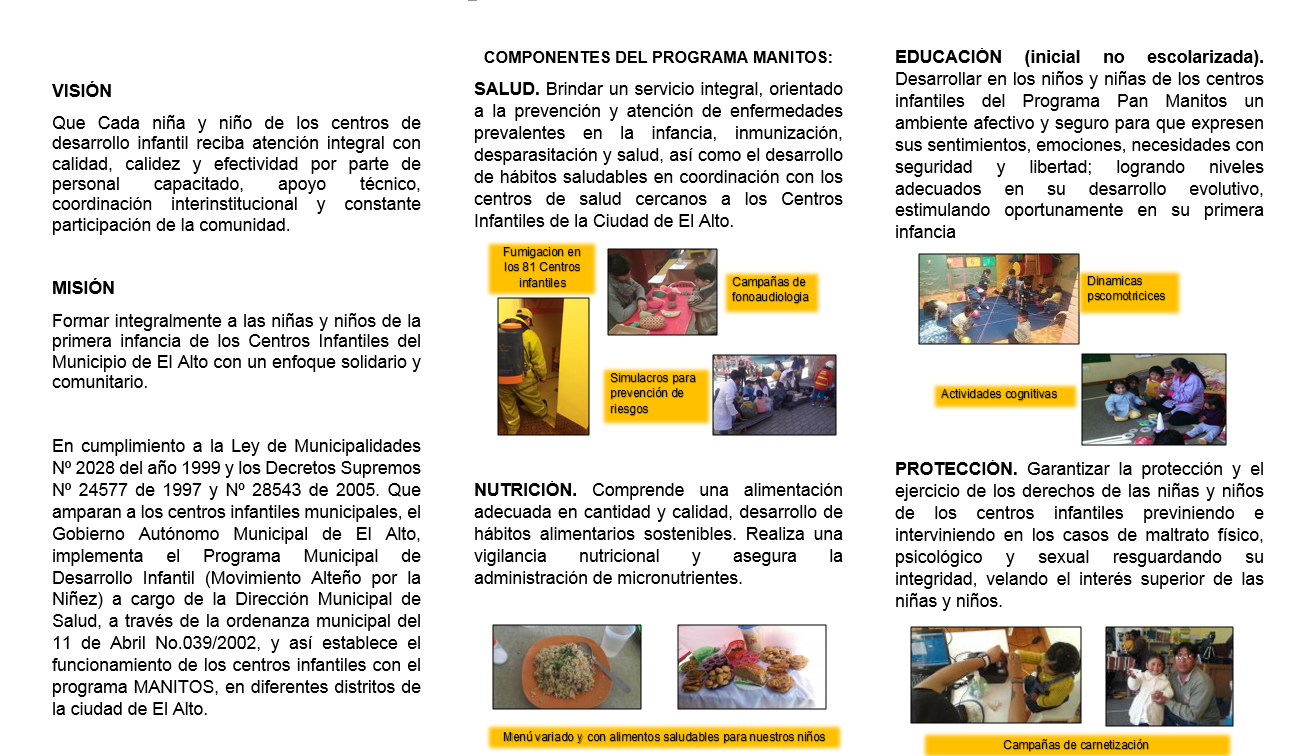 VISIÓN
Que Cada niña y niño de los centros de
desarrollo infantil reciba atención integral con
calidad, calidez y efectividad por parte de
personal capacitado, apoyo técnico,
coordinación interinstitucional y constante
participación de la comunidad.
MISIÓN
Formar integralmente a las niñas y niños de la
primera infancia de los Centros Infantiles del
Municipio de El Alto con un enfoque solidario y
comunitario.
En cumplimiento a la Ley de Municipalidades
Nº 2028 del año 1999 y los Decretos Supremos
Nº 24577 de 1997 y Nº 28543 de 2005. Que
amparan a los centros infantiles municipales, el
Gobierno Autónomo Municipal de El Alto,
implementa el Programa Municipal de
Desarrollo Infantil (Movimiento Alteño por la
Niñez) a cargo de la Dirección Municipal de
Salud, a través de la ordenanza municipal del
11 de Abril No.039/2002, y así establece el
funcionamiento de los centros infantiles con el
programa MANITOS, en diferentes distritos de
la ciudad de El Alto.
COMPONENTES DEL PROGRAMA MANITOS:
SALUD. Brindar un servicio integral, orientado
a la prevención y atención de enfermedades
prevalentes en la infancia, inmunización,
desparasitación y salud, así como el desarrollo
de hábitos saludables en coordinación con los
centros de salud cercanos a los Centros
Infantiles de la Ciudad de El Alto.
Fumigacion en
los 81 Centros
infantiles
Campañas de
fonoaudiologia
Simulacros para
prevención de
riesgos
NUTRICIÓN. Comprende una alimentación
adecuada en cantidad y calidad, desarrollo de
hábitos alimentarios sostenibles. Realiza una
vigilancia nutricional y asegura la
administración de micronutrientes.
Menú variado y con alimentos saludables para nuestros niños
EDUCACIÓN (inicial no escolarizada).
Desarrollar en los niños y niñas de los centros
infantiles del Programa Pan Manitos un
ambiente afectivo y seguro para que expresen
sus sentimientos, emociones, necesidades con
seguridad y libertad; logrando niveles
adecuados en su desarrollo evolutivo,
estimulando oportunamente en su primera
infancia
Dinamicas
pscomotricices
Actividades cognitivas
PROTECCIÓN. Garantizar la protección y el
ejercicio de los derechos de las niñas y niños
de los centros infantiles previniendo e
interviniendo en los casos de maltrato físico,
psicológico y sexual resguardando su
integridad, velando el interés superior de las
niñas y niños.
Campañas de carnetización